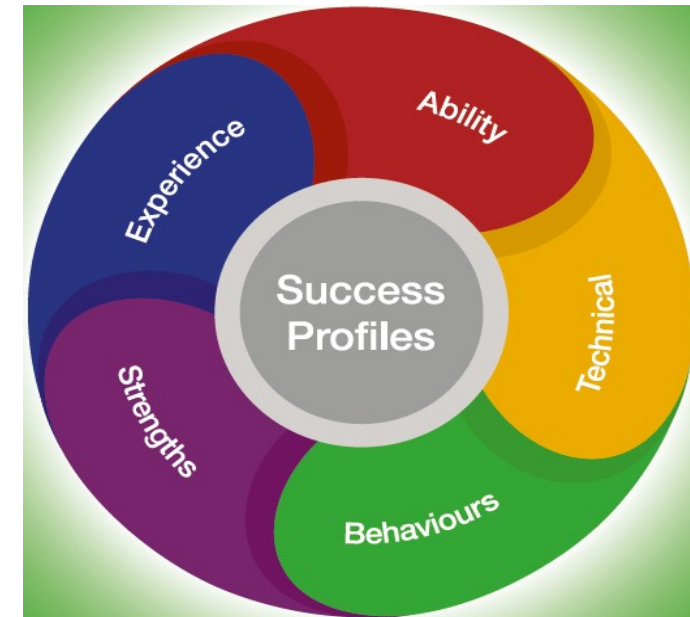 Success
Profiles
Ability
Technical
Behaviours
Strengths
Experience